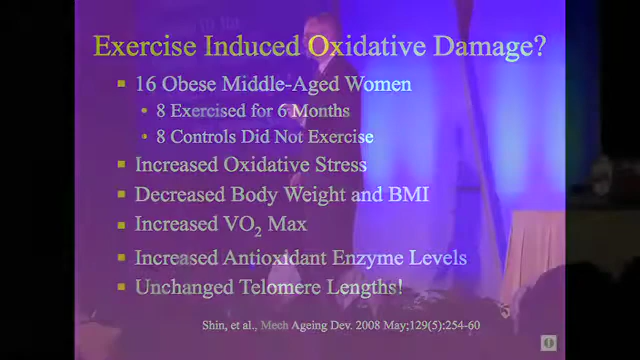 Exercise Induced Oxidative Damage?
16 Obese Middle-Aged Women
8 Exercised for 6 Months
8 Controls Did Not Exercise
Increased Oxidative Stress
Decreased Body Weight and BMI
Increased VO₂ Max
Increased Antioxidant Enzyme Levels
Unchanged Telomere Lengths!
Shin, et al., Mech Ageing Dev. 2008 May;129(5):254-60